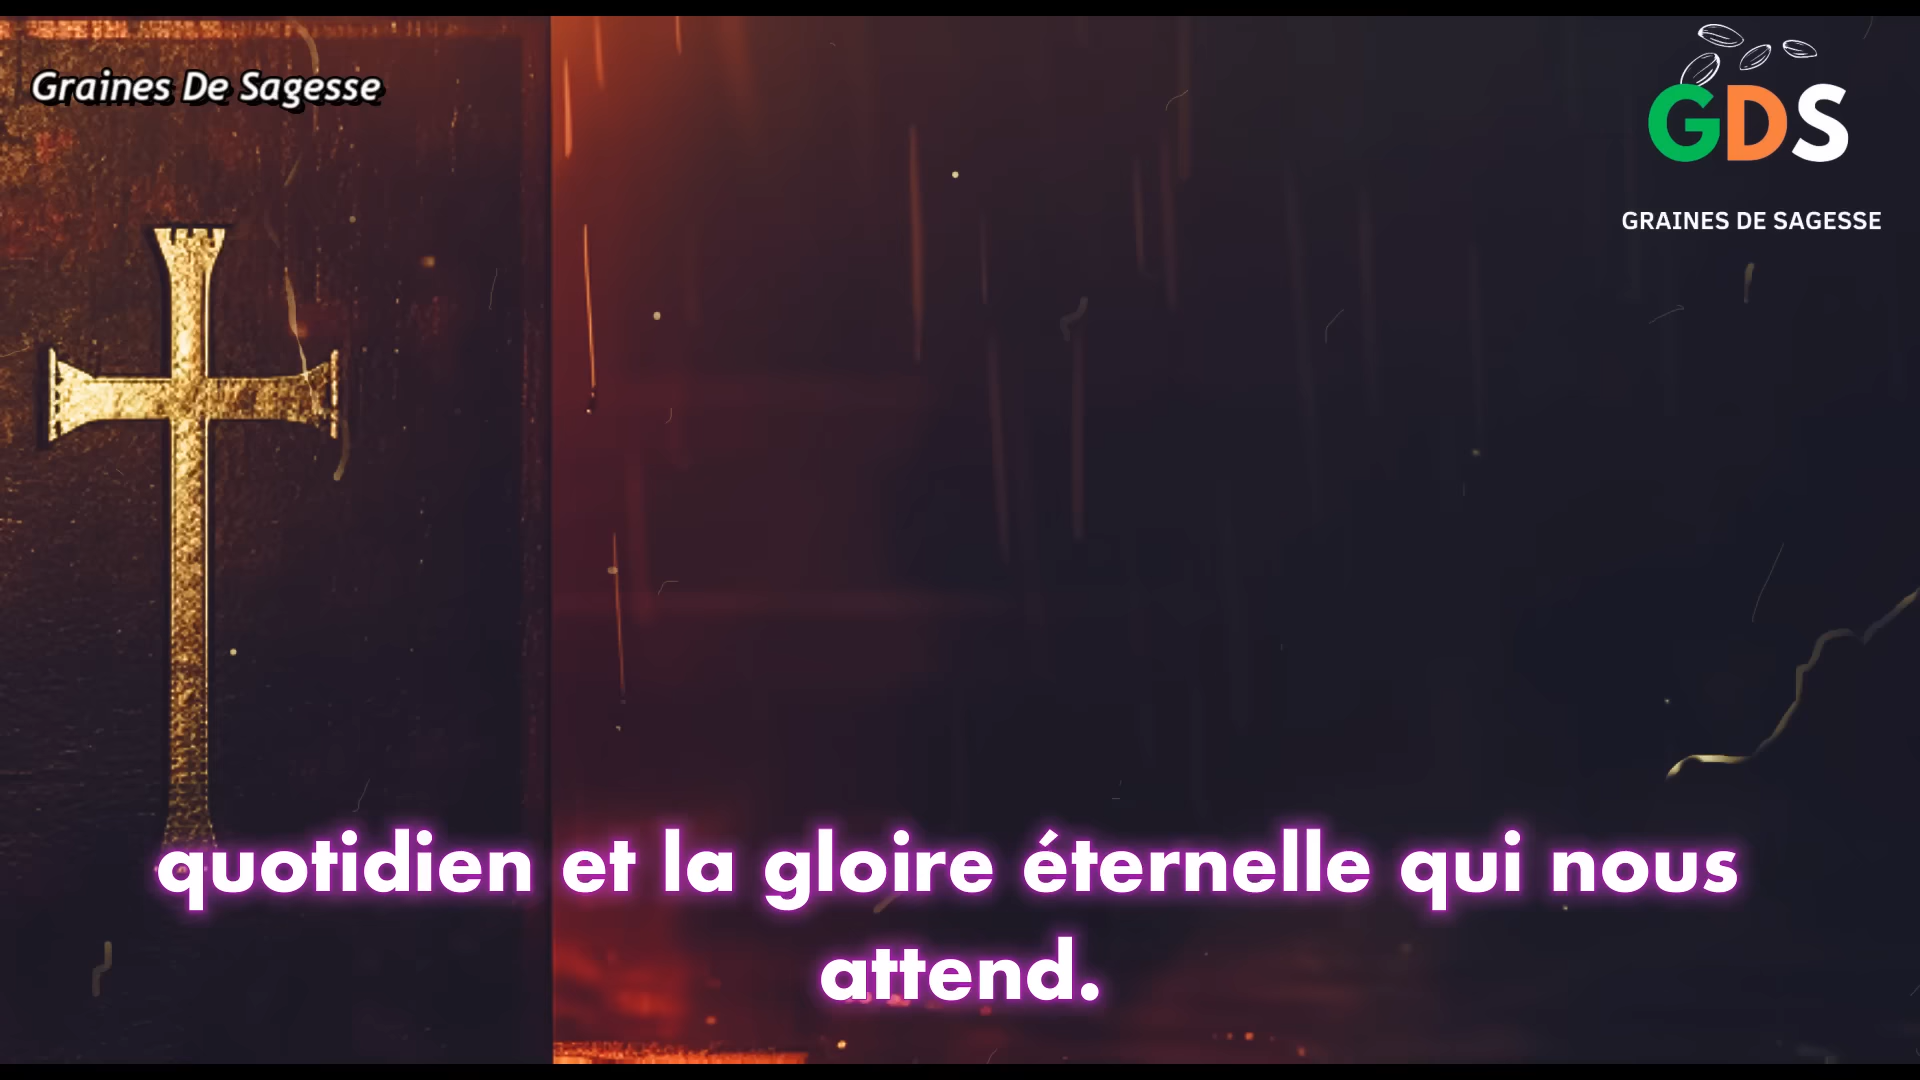 Graines De Sagesse
GDS
GRAINES DE SAGESSE
quotidien et la gloire éternelle qui nous
attend.